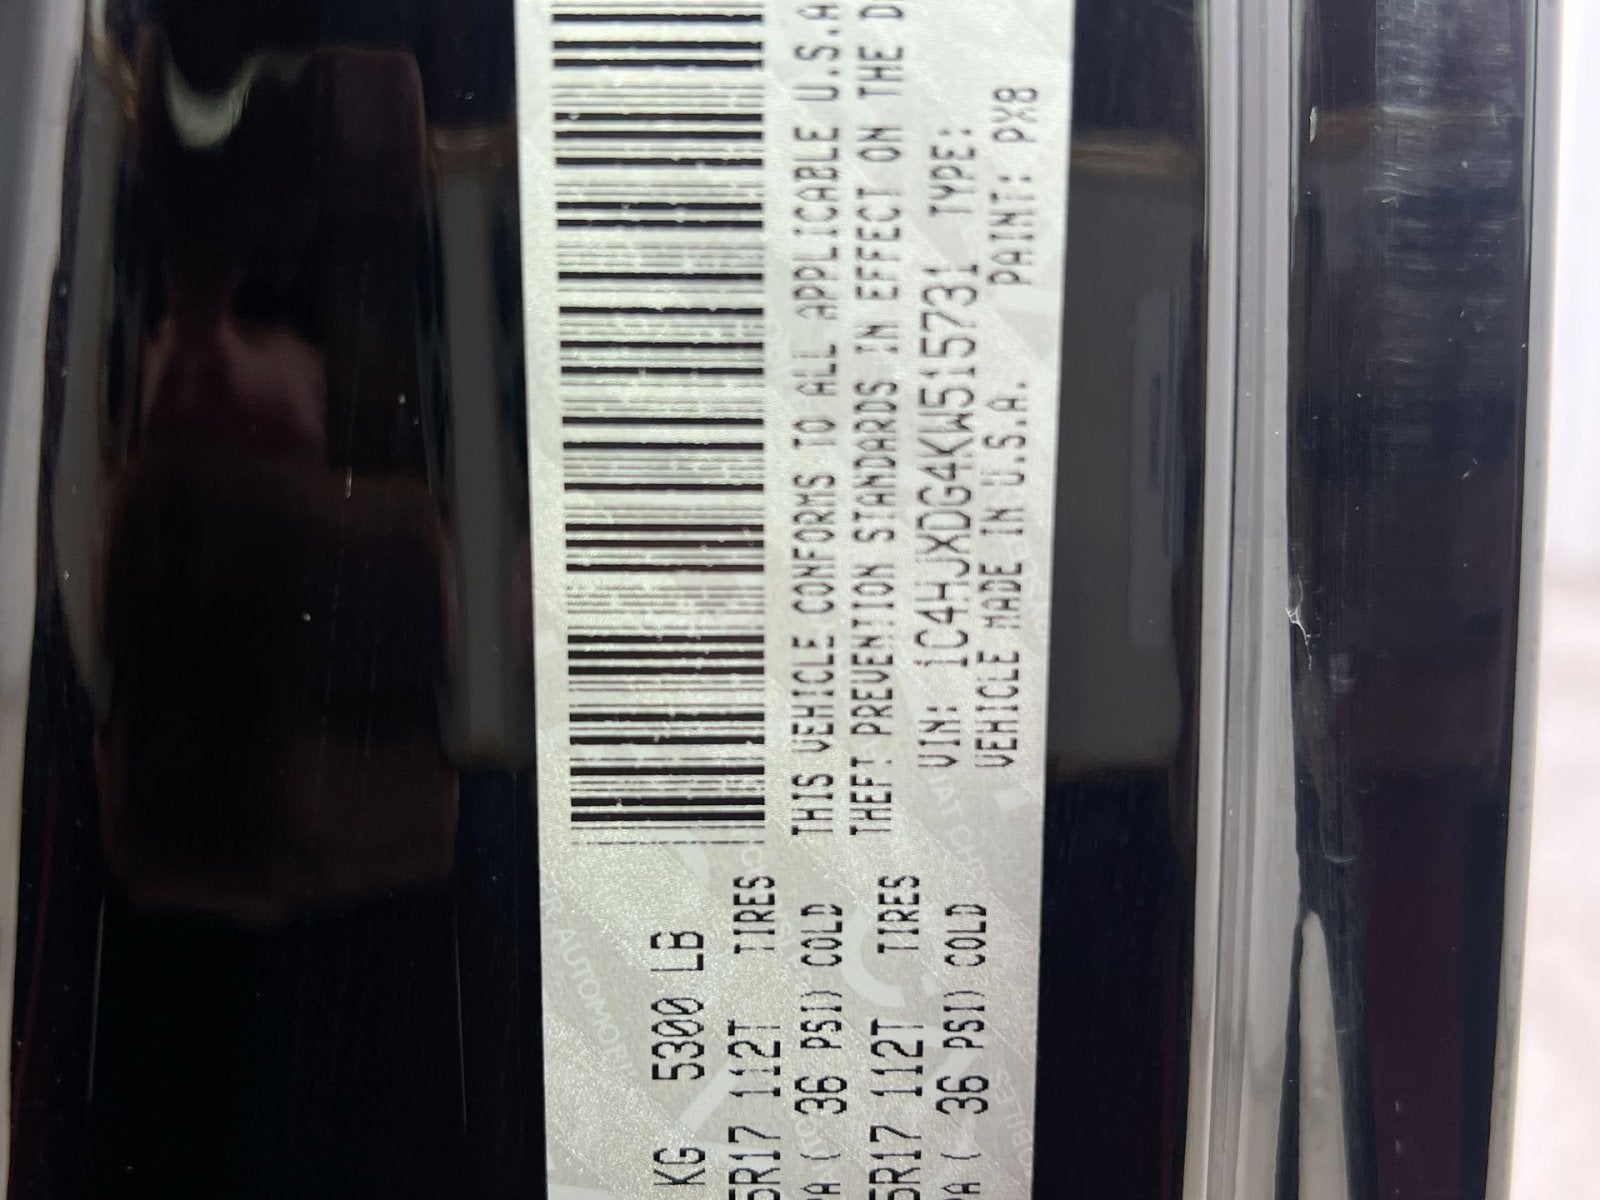 KG 5300 LB
5R17 112T TIRES
PA ( 36 PSI) COLD
5R17 112T TIRES
PA ( 36 PSI) COLD
THIS VEHICLE CONFORMS TO ALL APPLICABLE U.S.A
THEFT PREVENTION STANDARDS IN EFFECT ON THE D
VIN: 1C4HJXDG4KW515731 TYPE:
VEHICLE MADE IN U.S.A. PAINT: PX8